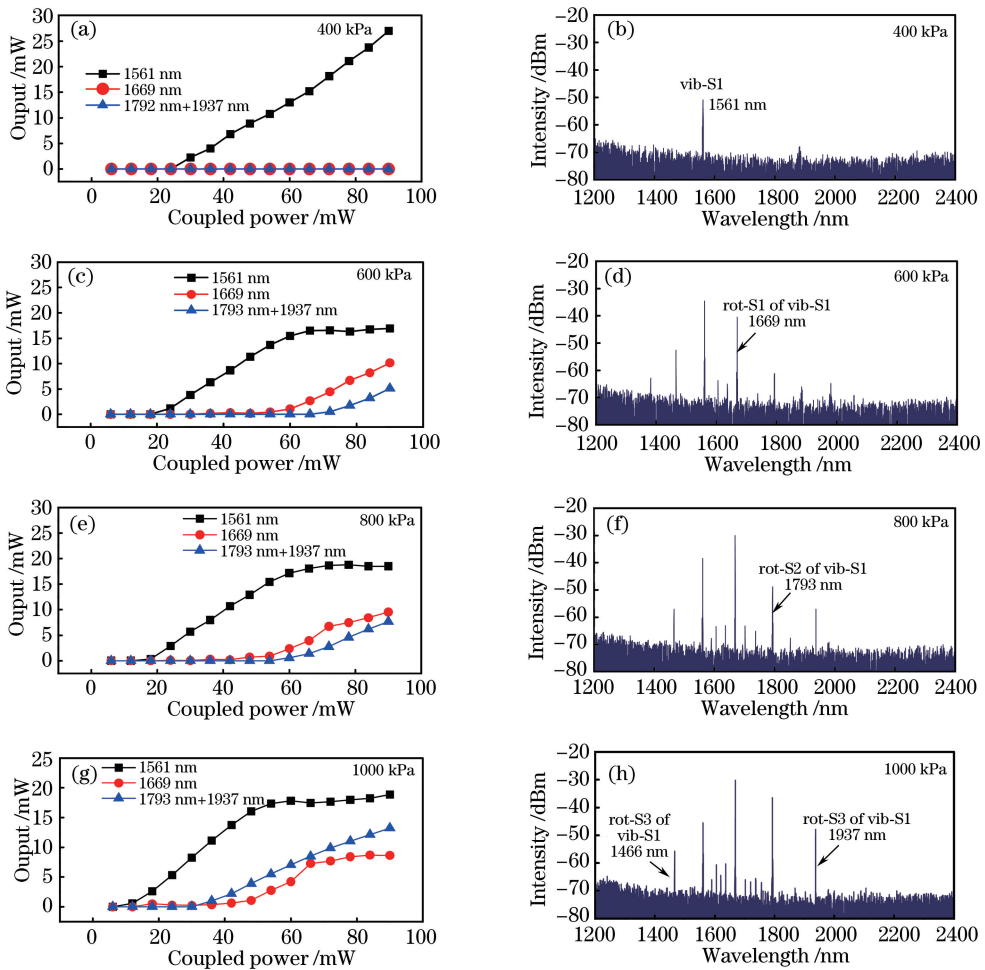 (a)
400 kPa
1561 nm
1669 nm
1792 nm+1937 nm
Ouput /mW
30
25
20
15
10
5
0
0 20 40 60 80 100
Coupled power /mW
(b)
400 kPa
vib-S1
1561 nm
Intensity /dBm
−20
−30
−40
−50
−60
−70
−80
1200 1400 1600 1800 2000 2200 2400
Wavelength /nm
(c)
600 kPa
1561 nm
1669 nm
1793 nm+1937 nm
Ouput /mW
30
25
20
15
10
5
0
0 20 40 60 80 100
Coupled power /mW
(d)
600 kPa
rot-S1 of vib-S1
1669 nm
Intensity /dBm
−20
−30
−40
−50
−60
−70
−80
1200 1400 1600 1800 2000 2200 2400
Wavelength /nm
(e)
800 kPa
1561 nm
1669 nm
1793 nm+1937 nm
Ouput /mW
30
25
20
15
10
5
0
0 20 40 60 80 100
Coupled power /mW
(f)
800 kPa
rot-S2 of vib-S1
1793 nm
Intensity /dBm
−20
−30
−40
−50
−60
−70
−80
1200 1400 1600 1800 2000 2200 2400
Wavelength /nm
(g)
1000 kPa
1561 nm
1669 nm
1793 nm+1937 nm
Ouput /mW
25
20
15
10
5
0
0 20 40 60 80 100
Coupled power /mW
(h)
1000 kPa
rot-S3 of
vib-S1
1466 nm
rot-S3 of vib-S1
1937 nm
Intensity /dBm
−20
−30
−40
−50
−60
−70
−80
1200 1400 1600 1800 2000 2200 2400
Wavelength /nm